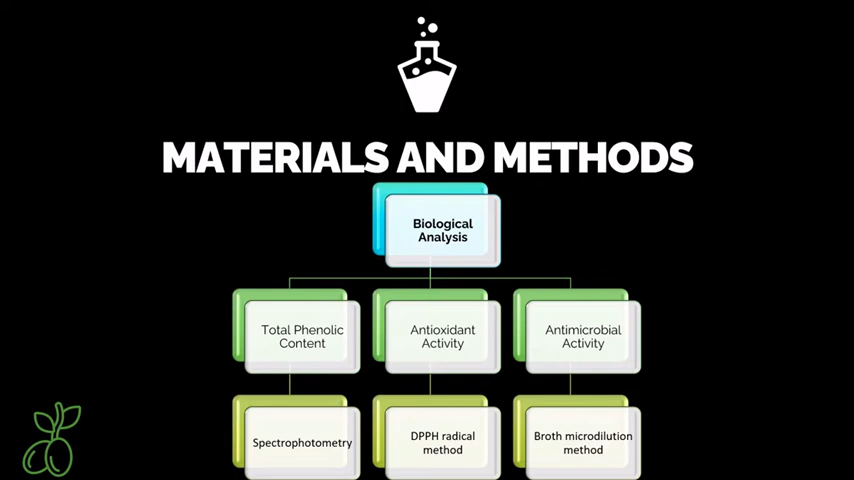 MATERIALS AND METHODS
Biological
Analysis
Total Phenolic
Content
Antioxidant
Activity
Antimicrobial
Activity
Spectrophotometry
DPPH radical
method
Broth microdilution
method